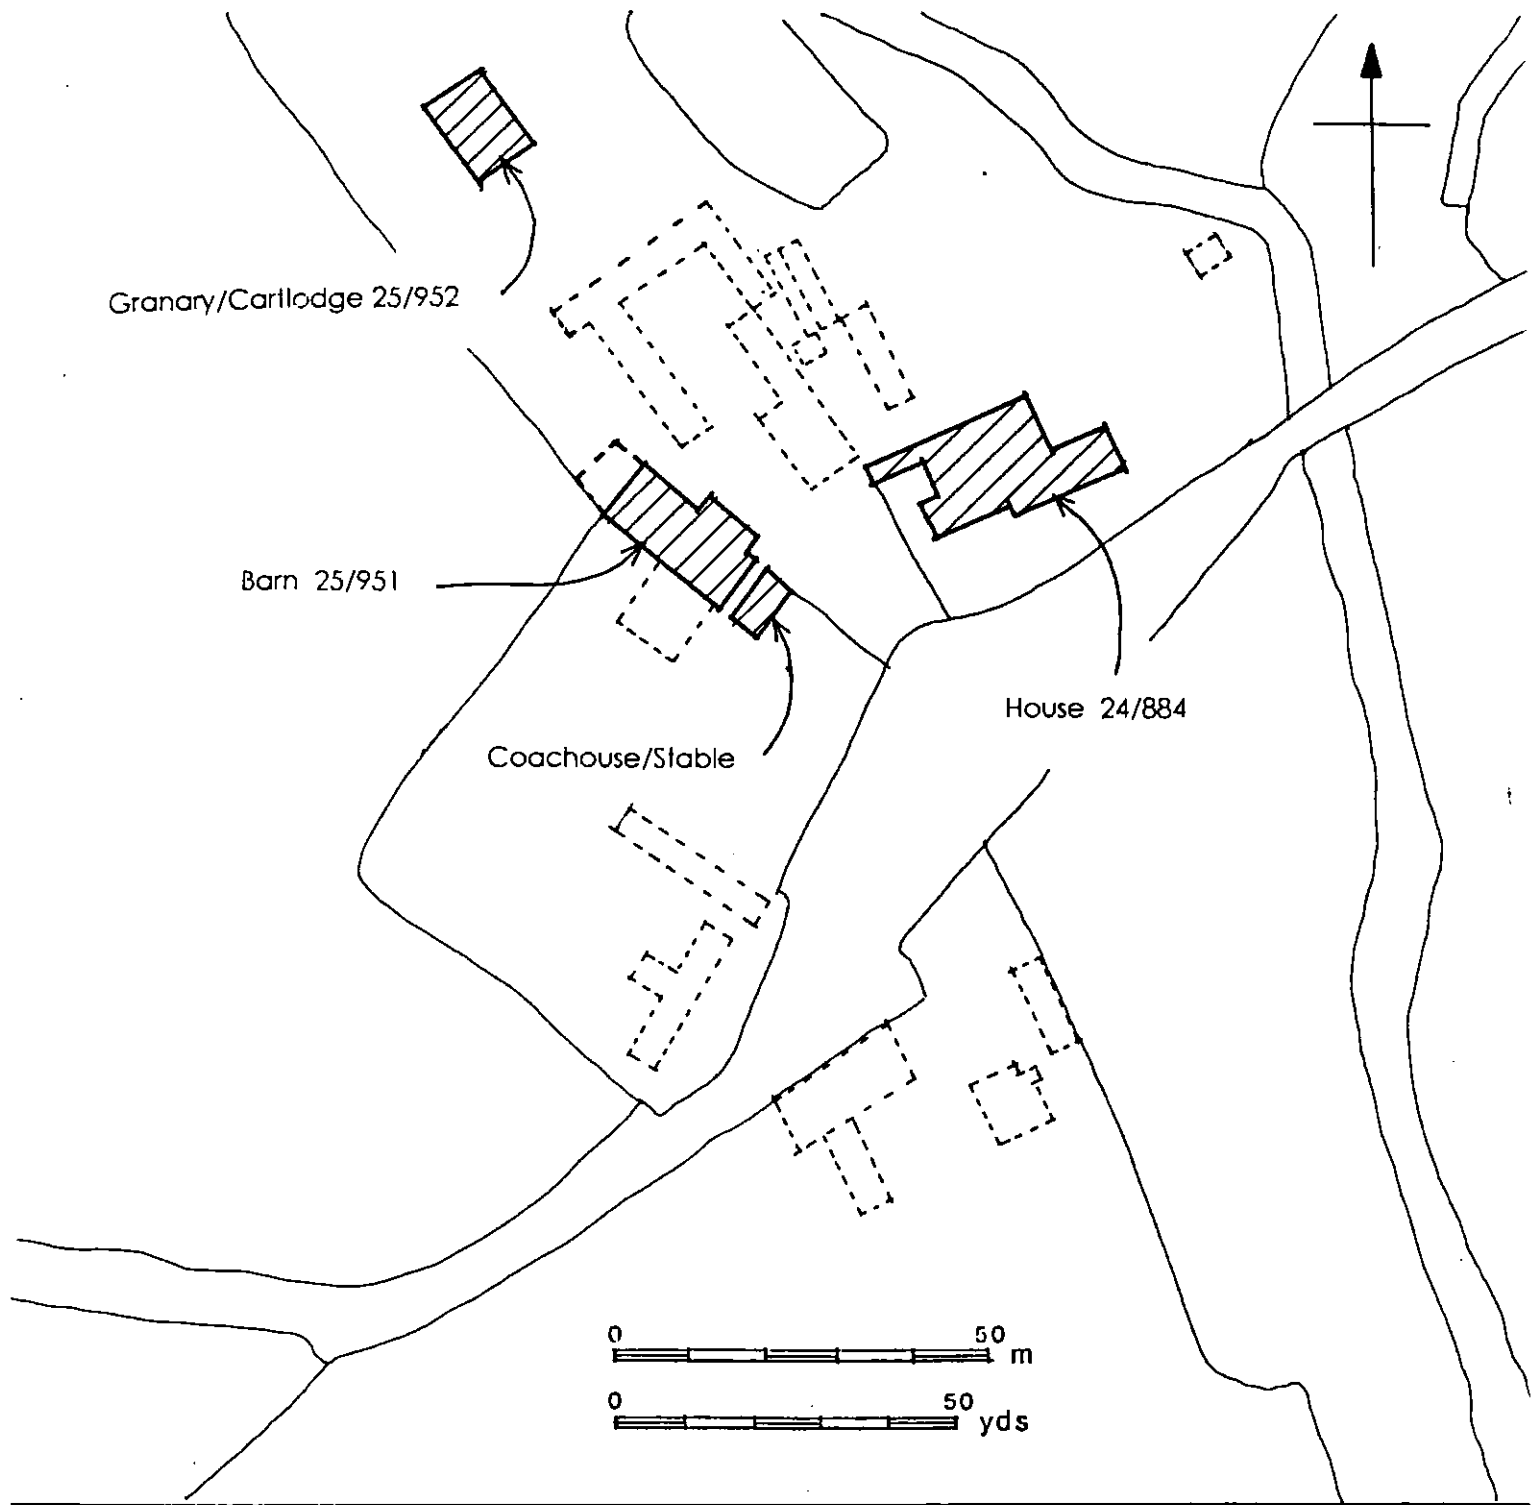 Granary/Cartlodge 25/952
Barn 25/951
House 24/884
Coachouse/Stable
0 50 m
0 50 yds